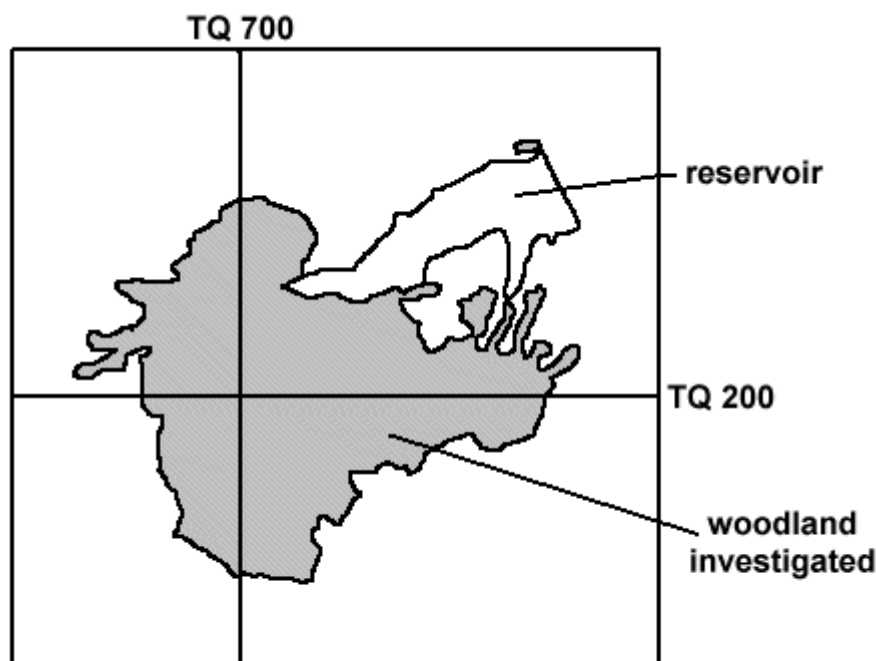 TQ 700
reservoir
TQ 200
woodland
investigated